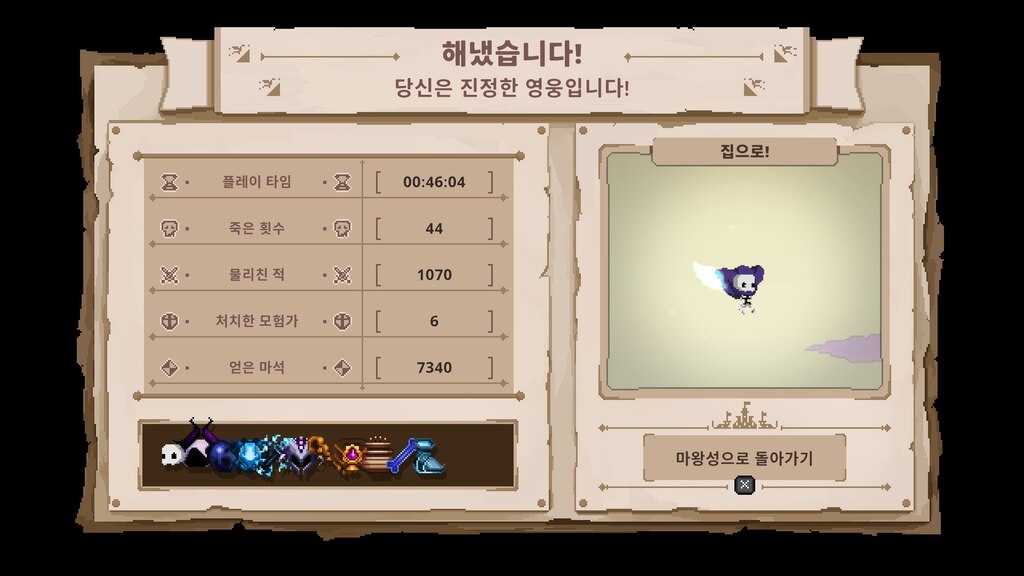 해냈습니다!
당신은 진정한 영웅입니다!
플레이 타임 [ 00:46:04 ]
죽은 횟수 [ 44 ]
물리친 적 [ 1070 ]
처치한 모험가 [ 6 ]
얻은 마석 [ 7340 ]
집으로!
마왕성으로 돌아가기
X